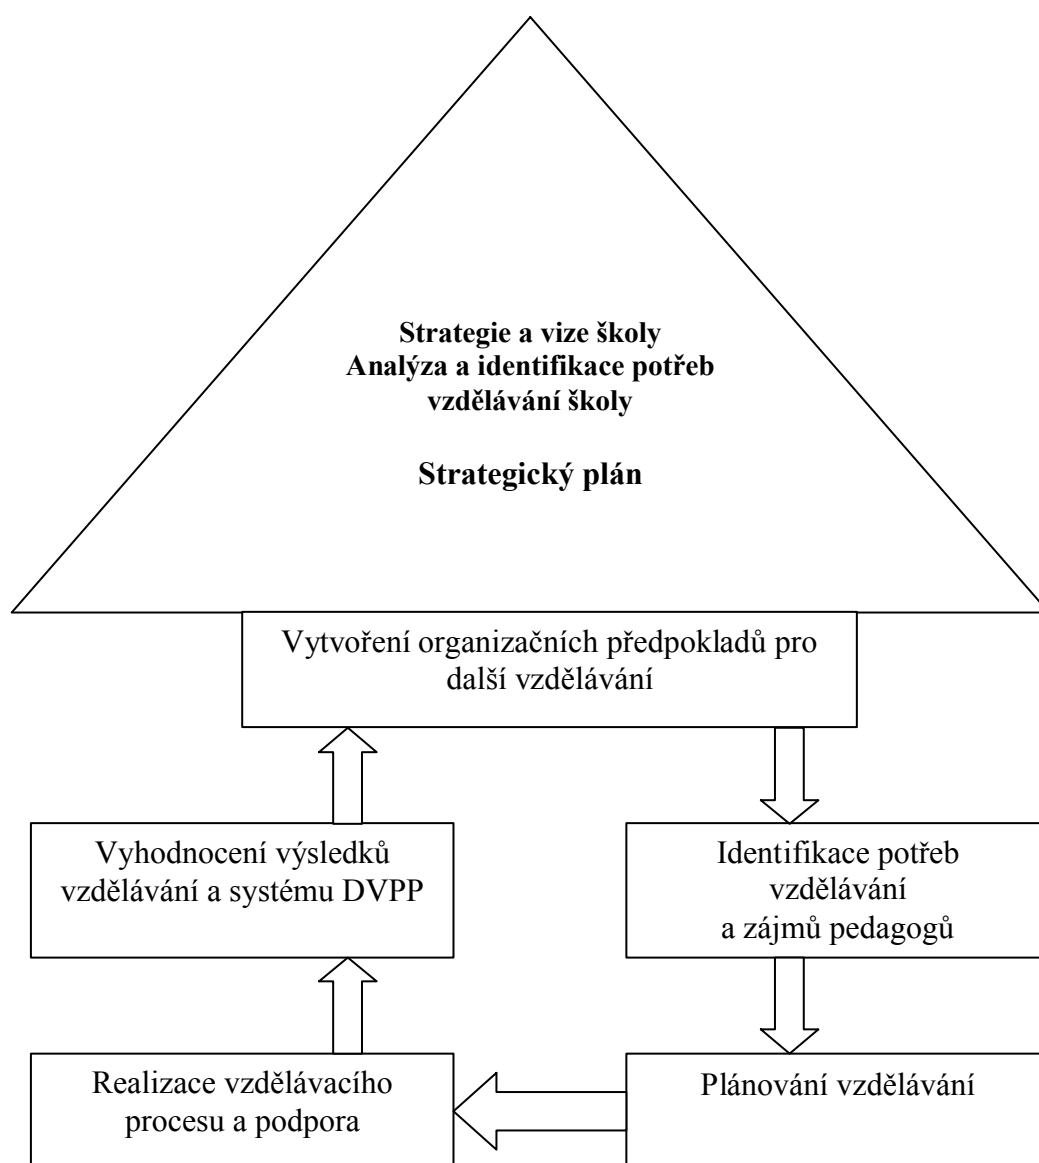 Strategie a vize školy
Analýza a identifikace potřeb
vzdělávání školy
Strategický plán
Vytvoření organizačních předpokladů pro
další vzdělávání
Vyhodnocení výsledků
vzdělávání a systému DVPP
Identifikace potřeb
vzdělávání
a zájmů pedagogů
Realizace vzdělávacího
procesu a podpora
Plánování vzdělávání